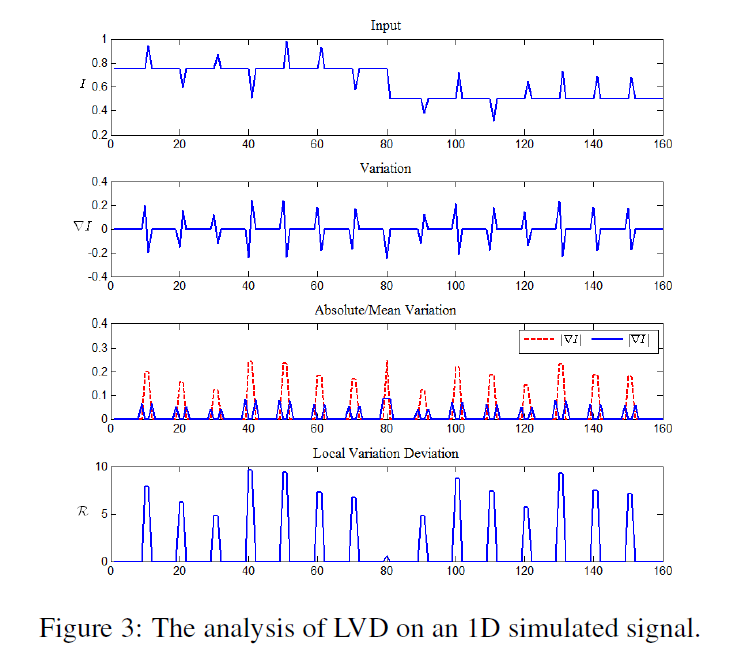 Input
I
1
0.8
0.6
0.4
0.2
0 20 40 60 80 100 120 140 160
Variation
∇I
0.4
0.2
0
-0.2
-0.4
0 20 40 60 80 100 120 140 160
Absolute/Mean Variation
|∇I| |∇̅I̅|
0.4
0.3
0.2
0.1
0
0 20 40 60 80 100 120 140 160
Local Variation Deviation
R
10
5
0
0 20 40 60 80 100 120 140 160
Figure 3: The analysis of LVD on an 1D simulated signal.